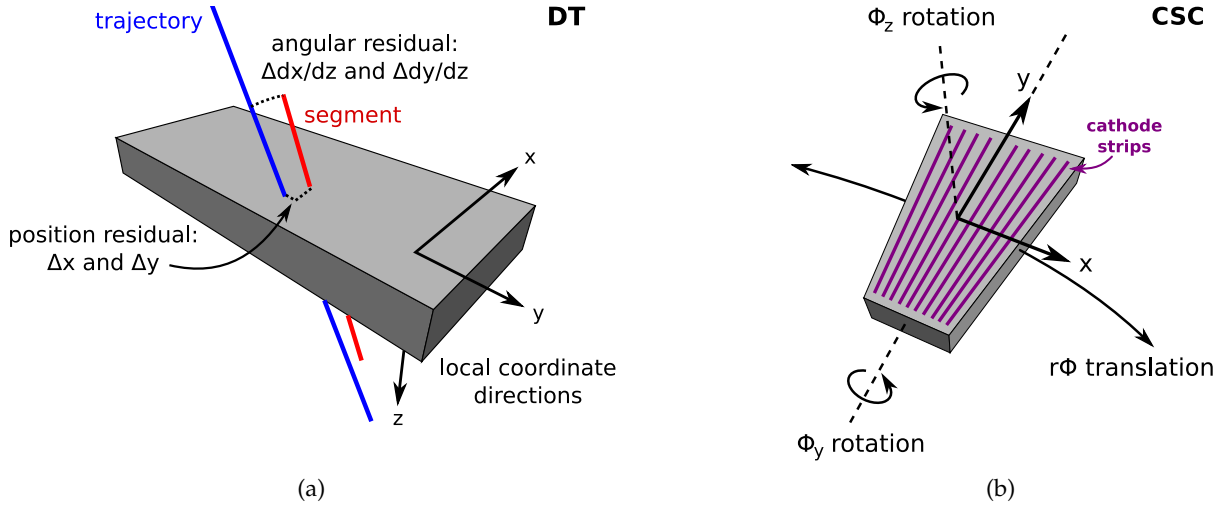 DT
trajectory
angular residual:
Δdx/dz and Δdy/dz
segment
x
position residual:
Δx and Δy
y
local coordinate
directions
z
(a)
Φz rotation
CSC
y
cathode
strips
x
rΦ translation
Φy rotation
(b)